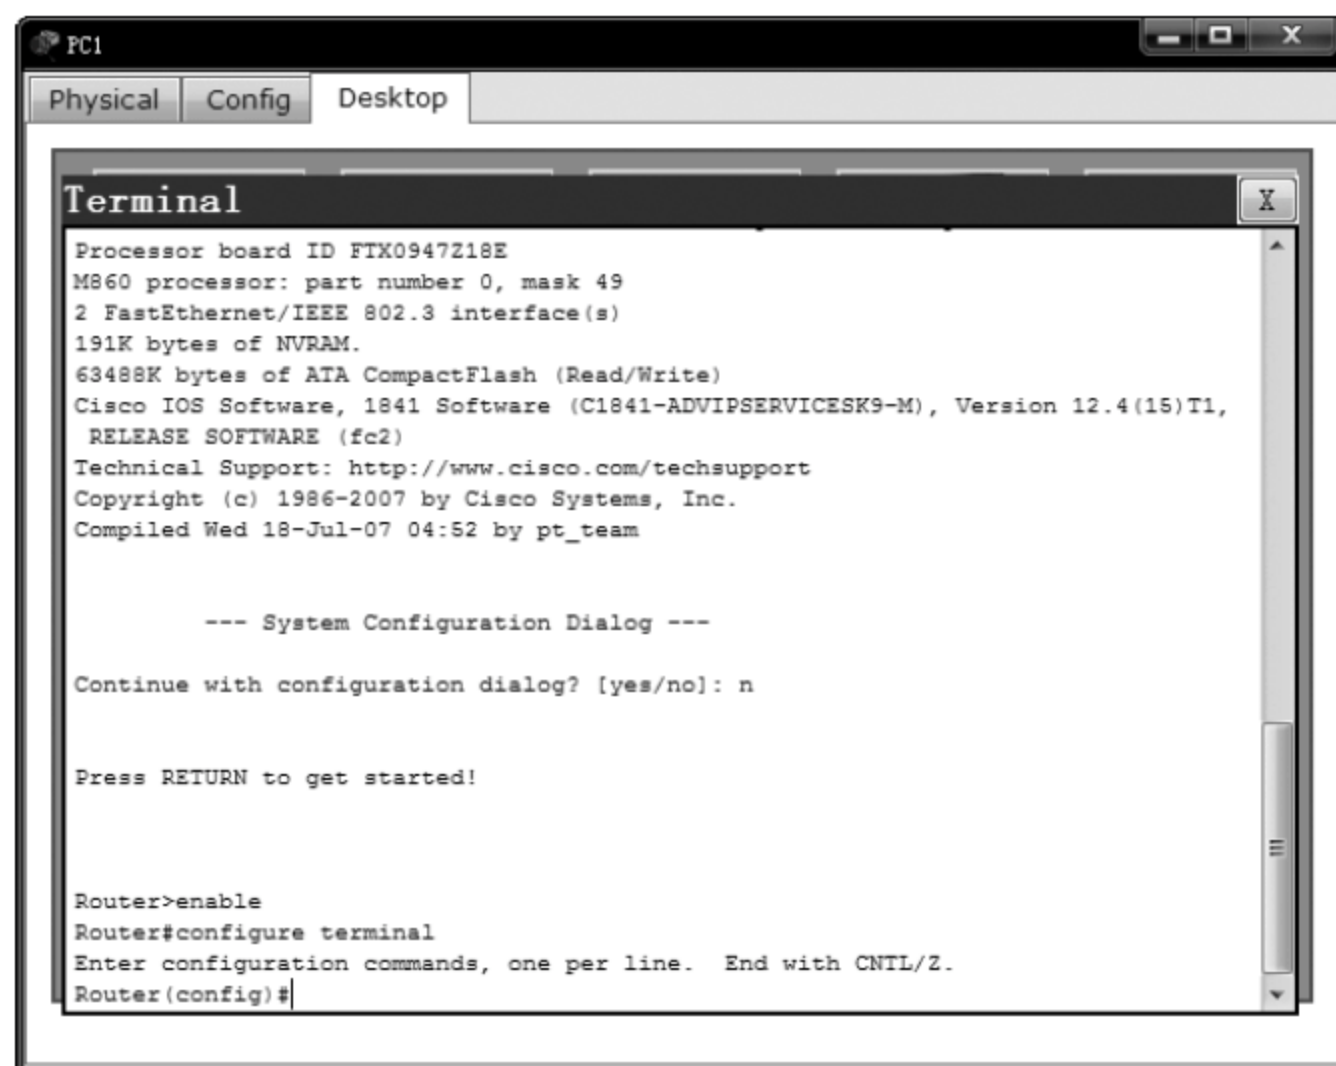 PC1
X
Physical
Config
Desktop
Terminal
X
Processor board ID FTX0947Z18E
M860 processor: part number 0, mask 49
2 FastEthernet/IEEE 802.3 interface(s)
191K bytes of NVRAM.
63488K bytes of ATA CompactFlash (Read/Write)
Cisco IOS Software, 1841 Software (C1841-ADVIPSERVICESK9-M), Version 12.4(15)T1,
RELEASE SOFTWARE (fc2)
Technical Support: http://www.cisco.com/techsupport
Copyright (c) 1986-2007 by Cisco Systems, Inc.
Compiled Wed 18-Jul-07 04:52 by pt_team
--- System Configuration Dialog ---
Continue with configuration dialog? [yes/no]: n
Press RETURN to get started!
Router>enable
Router#configure terminal
Enter configuration commands, one per line.  End with CNTL/Z.
Router(config)#